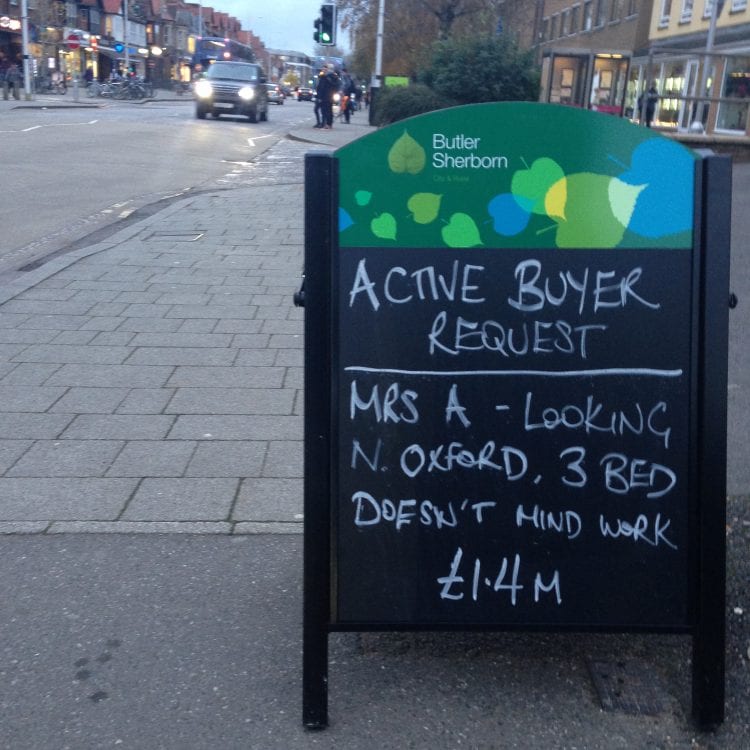 Butler
Sherborn
City & Rural
ACTIVE BUYER
REQUEST
MRS A - LOOKING
N. OXFORD, 3 BED
DOESN'T MIND WORK
£1.4M